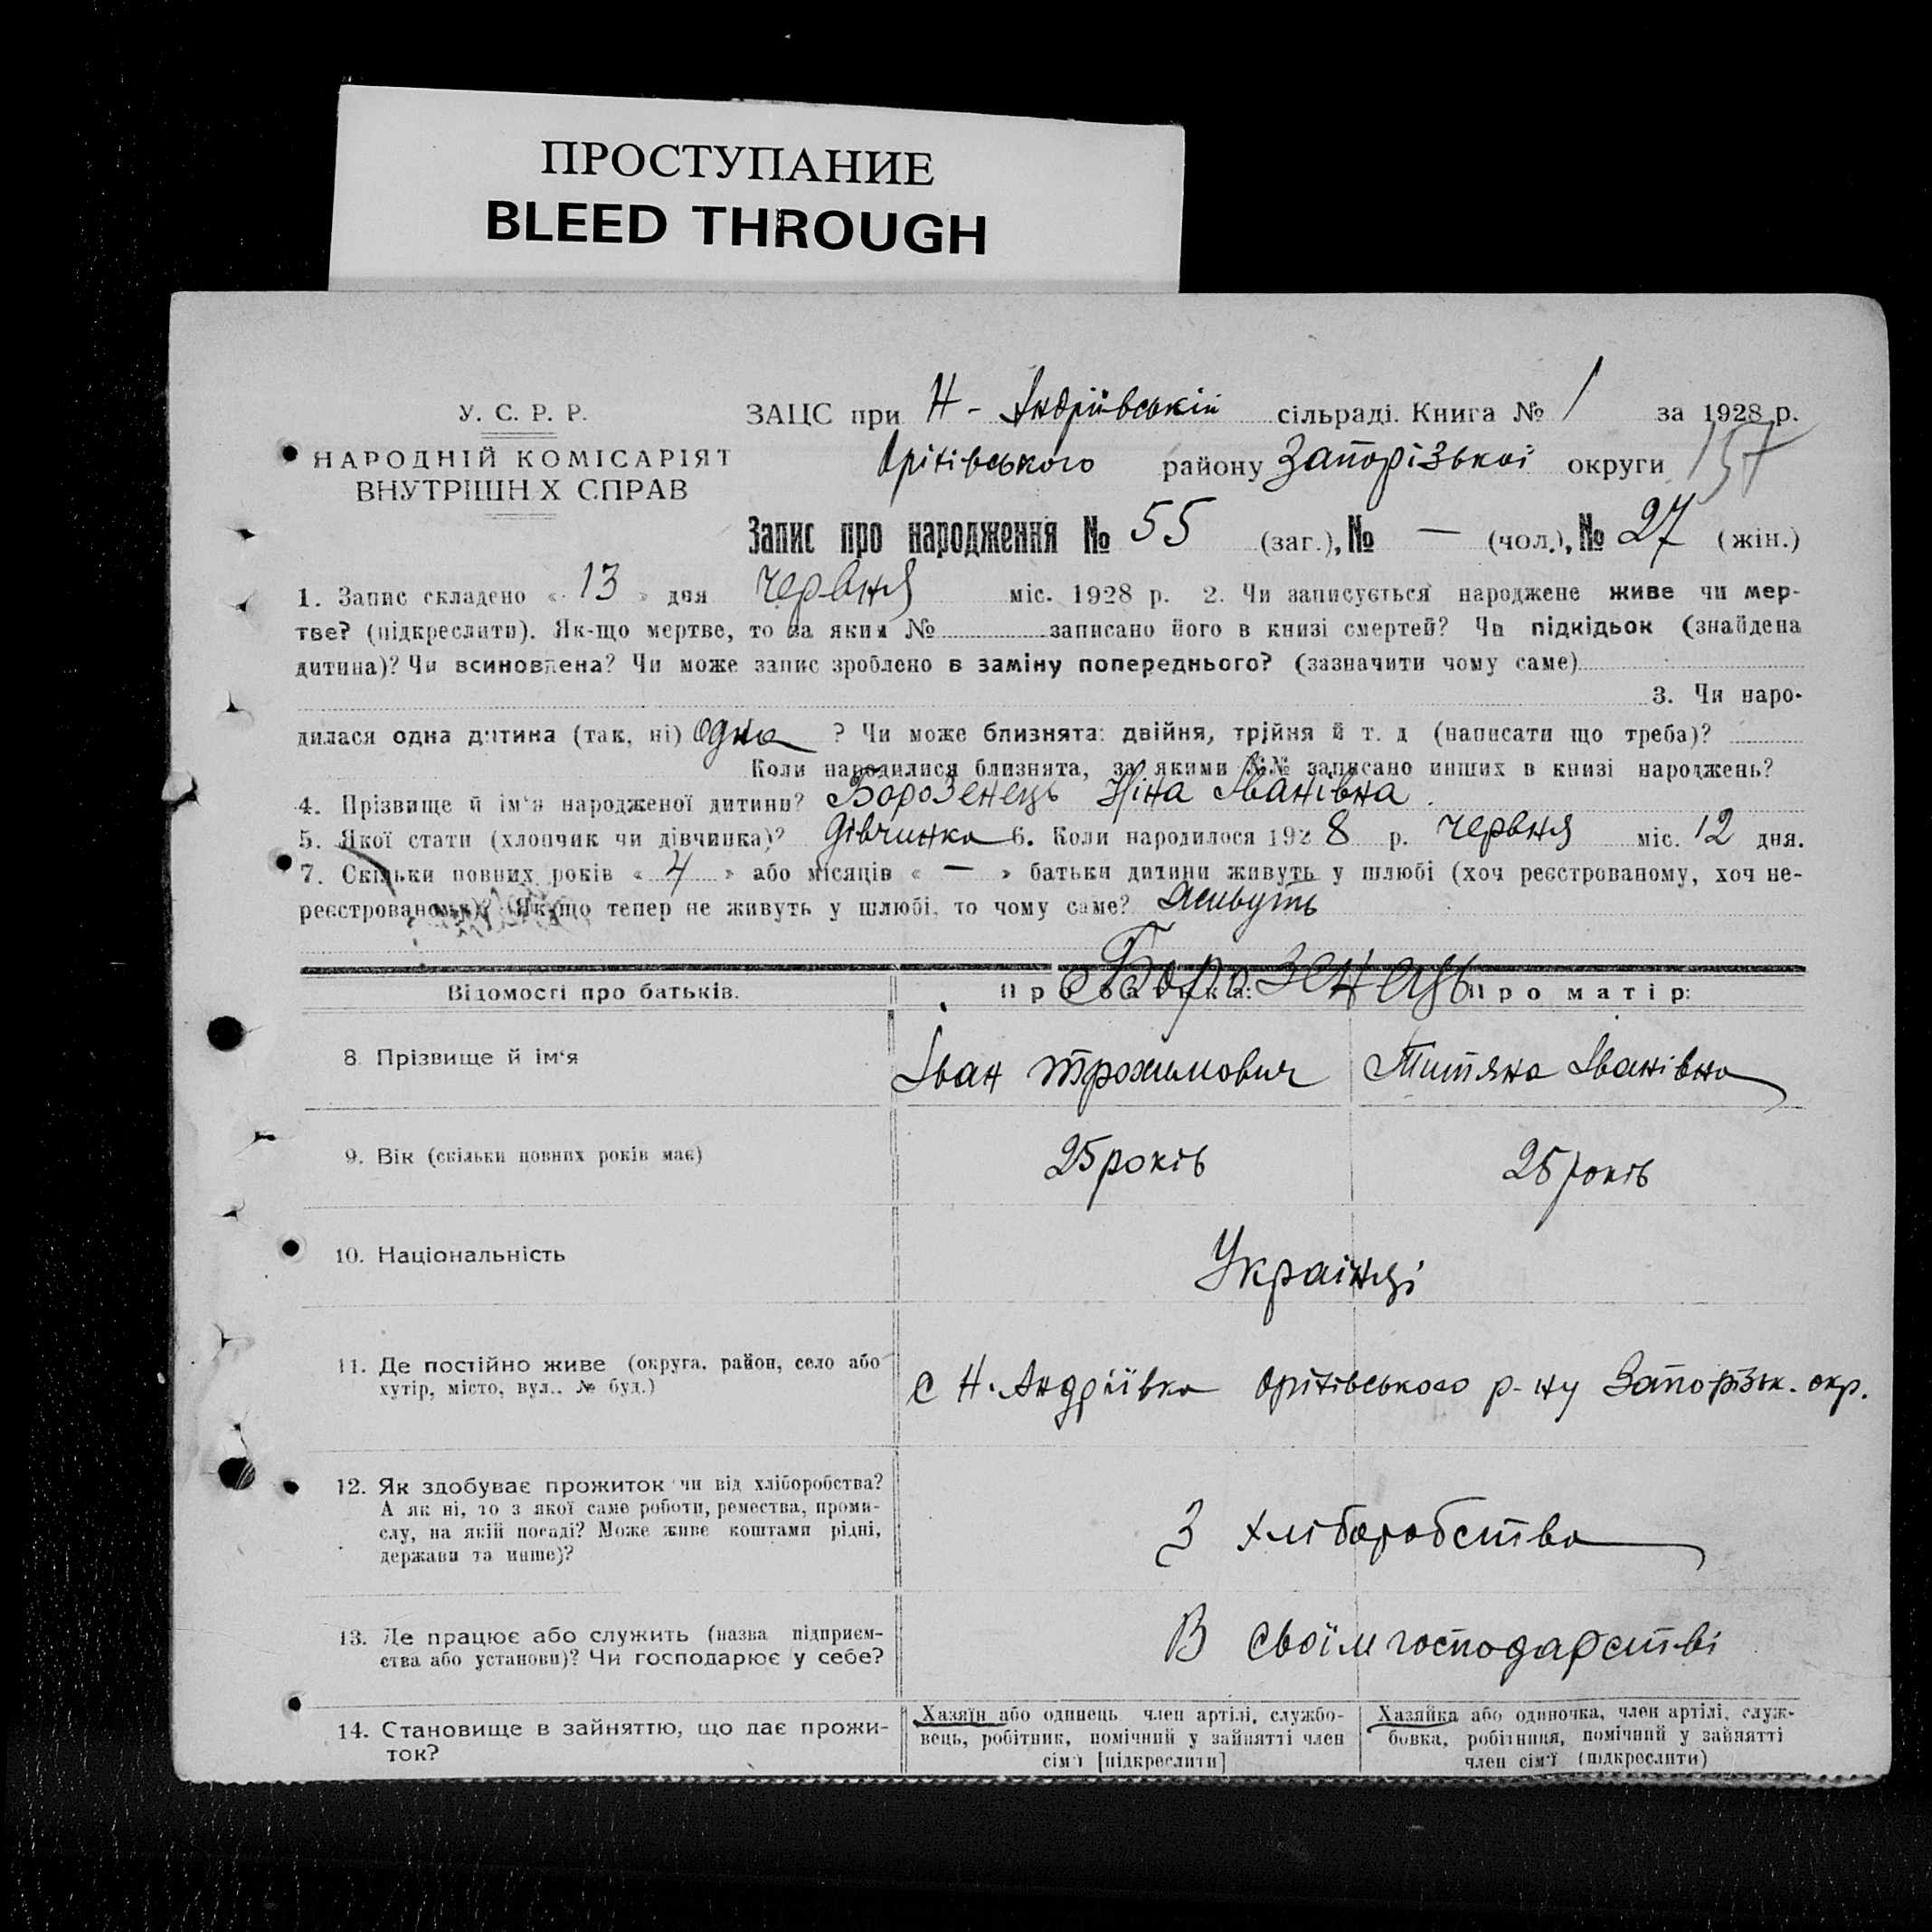 ПРОСТУПАНИЕ
BLEED THROUGH
У. С. Р. Р.
НАРОДНІЙ КОМІСАРІЯТ
ВНУТРІШН Х СПРАВ
ЗАЦС при Н - Андріївській сільраді. Книга № 1 за 1928 р.
Оріхівського району Запорізької округи 157
Запис про народження № 55 (заг.), № — (чол.), № 27 (жін.)
1. Запис складено « 13 » дня червня міс. 1928 р. 2. Чи записується народжене живе чи мер-
тве? (підкреслити). Як-що мертве, то за яким № записано його в книзі смертей? Чи підкідьок (знайдена
дитина)? Чи всиновлена? Чи може запис зроблено в заміну попереднього? (зазначити чому саме)
3. Чи наро-
дилася одна дитина (так, ні) одна ? Чи може близнята: двійня, трійня й т. д (написати що треба)?
Коли народилися близнята, за якими №№ записано инших в книзі народжень?
4. Прізвище й ім'я народженої дитини? Борозенець Ніна Іванівна.
5. Якої стати (хлопчик чи дівчинка)? дівчинка 6. Коли народилося 1928 р. червня міс. 12 дня.
7. Скільки повних років « 4 » або місяців « — » батьки дитини живуть у шлюбі (хоч реєстрованому, хоч не-
реєстрованому) Якщо тепер не живуть у шлюбі, то чому саме? живуть
Борозенець
Відомості про батьків. Про батька: Про матір:
8. Прізвище й ім'я Іван Трохимович Титяна Іванівна
9. Вік (скільки повних років має) 25 років 25 років
10. Національність Українці
11. Де постійно живе (округа, район, село або
хутір, місто, вул., № буд.) с Н. Андріївка Оріхівського р-ну Запорізьк. окр.
12. Як здобуває прожиток чи від хліборобства?
А як ні, то з якої саме роботи, ремества, проми-
слу, на якій посаді? Може живе коштами рідні,
держави та инше)? З хліборобства
13. Де працює або служить (назва підприєм-
ства або установи)? Чи господарює у себе? В своїм господарстві
14. Становище в зайняттю, що дає прожи-
ток?
Хазяїн або одинець член артілі, службо-
вець, робітник, помічний у зайнятті член
сім'ї [підкреслити]
Хазяйка або одиночка, член артілі, служ-
бовка, робітниця, помічний у зайнятті
член сім'ї (підкреслити)